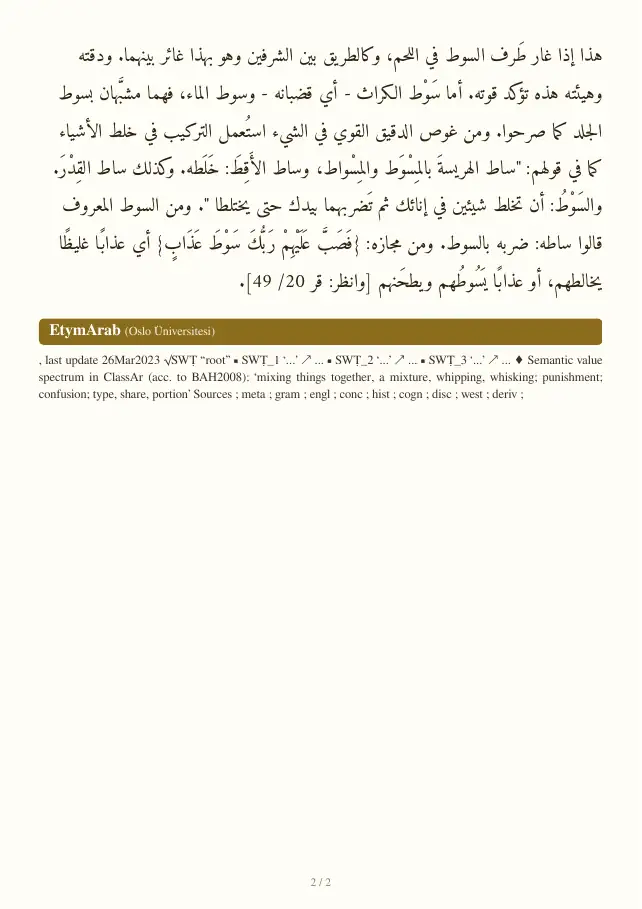 هذا إذا غار طَرف السوط في اللحم، وكالطريق بين الشرفين وهو بهذا غائر بينهما. ودقته
وهيئته هذه تؤكد قوته. أما سَوْط الكراث - أي قضبانه - وسوط الماء، فهما مشبَّهان بسوط
الجلد كما صرحوا. ومن غوص الدقيق القوي في الشيء استُعمل التركيب في خلط الأشياء
كما في قولهم: "ساط الهريسةَ بالمِسْوَط والمِسْواط، وساط الأَقِطَ: خَلَطه. وكذلك ساط القِدْرَ.
والسَوْطُ: أن تخلط شيئين في إنائك ثم تَضربهما بيدك حتى يختلطا ". ومن السوط المعروف
قالوا ساطه: ضربه بالسوط. ومن مجازه: {فَصَبَّ عَلَيْهِمْ رَبُّكَ سَوْطَ عَذَابٍ} أي عذابًا غليظًا
يخالطهم، أو عذابًا يَسُوطُهم ويطحَنهم [وانظر: قر 20/ 49].
EtymArab (Oslo Üniversitesi)
, last update 26Mar2023 √SWṬ “root” ▪ SWṬ_1 ‘...’ ↗ ... ▪ SWṬ_2 ‘...’ ↗ ... ▪ SWṬ_3 ‘...’ ↗ ... ♦ Semantic value
spectrum in ClassAr (acc. to BAH2008): ‘mixing things together, a mixture, whipping, whisking; punishment;
confusion; type, share, portion’ Sources ; meta ; gram ; engl ; conc ; hist ; cogn ; disc ; west ; deriv ;
2 / 2